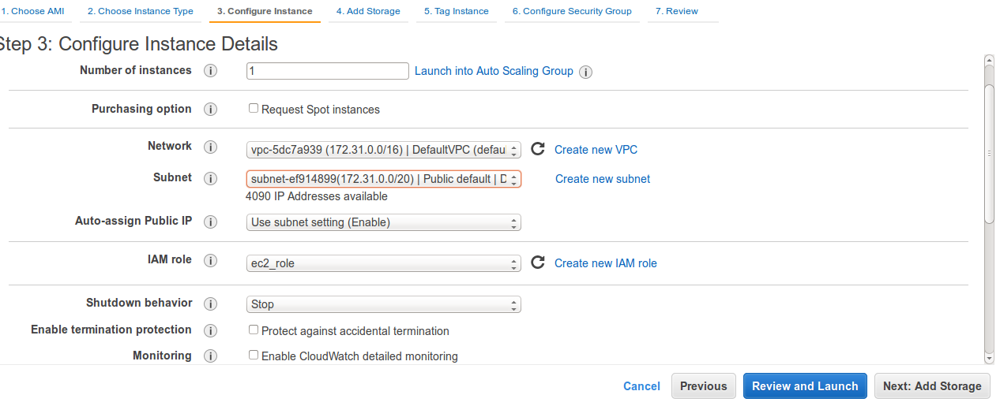 1. Choose AMI 2. Choose Instance Type 3. Configure Instance 4. Add Storage 5. Tag Instance 6. Configure Security Group 7. Review
Step 3: Configure Instance Details
Number of instances i 1 Launch into Auto Scaling Group i
Purchasing option i Request Spot instances
Network i vpc-5dc7a939 (172.31.0.0/16) | DefaultVPC (defau Create new VPC
Subnet i subnet-ef914899(172.31.0.0/20) | Public default | D Create new subnet
4090 IP Addresses available
Auto-assign Public IP i Use subnet setting (Enable)
IAM role i ec2_role Create new IAM role
Shutdown behavior i Stop
Enable termination protection i Protect against accidental termination
Monitoring i Enable CloudWatch detailed monitoring
Cancel Previous Review and Launch Next: Add Storage